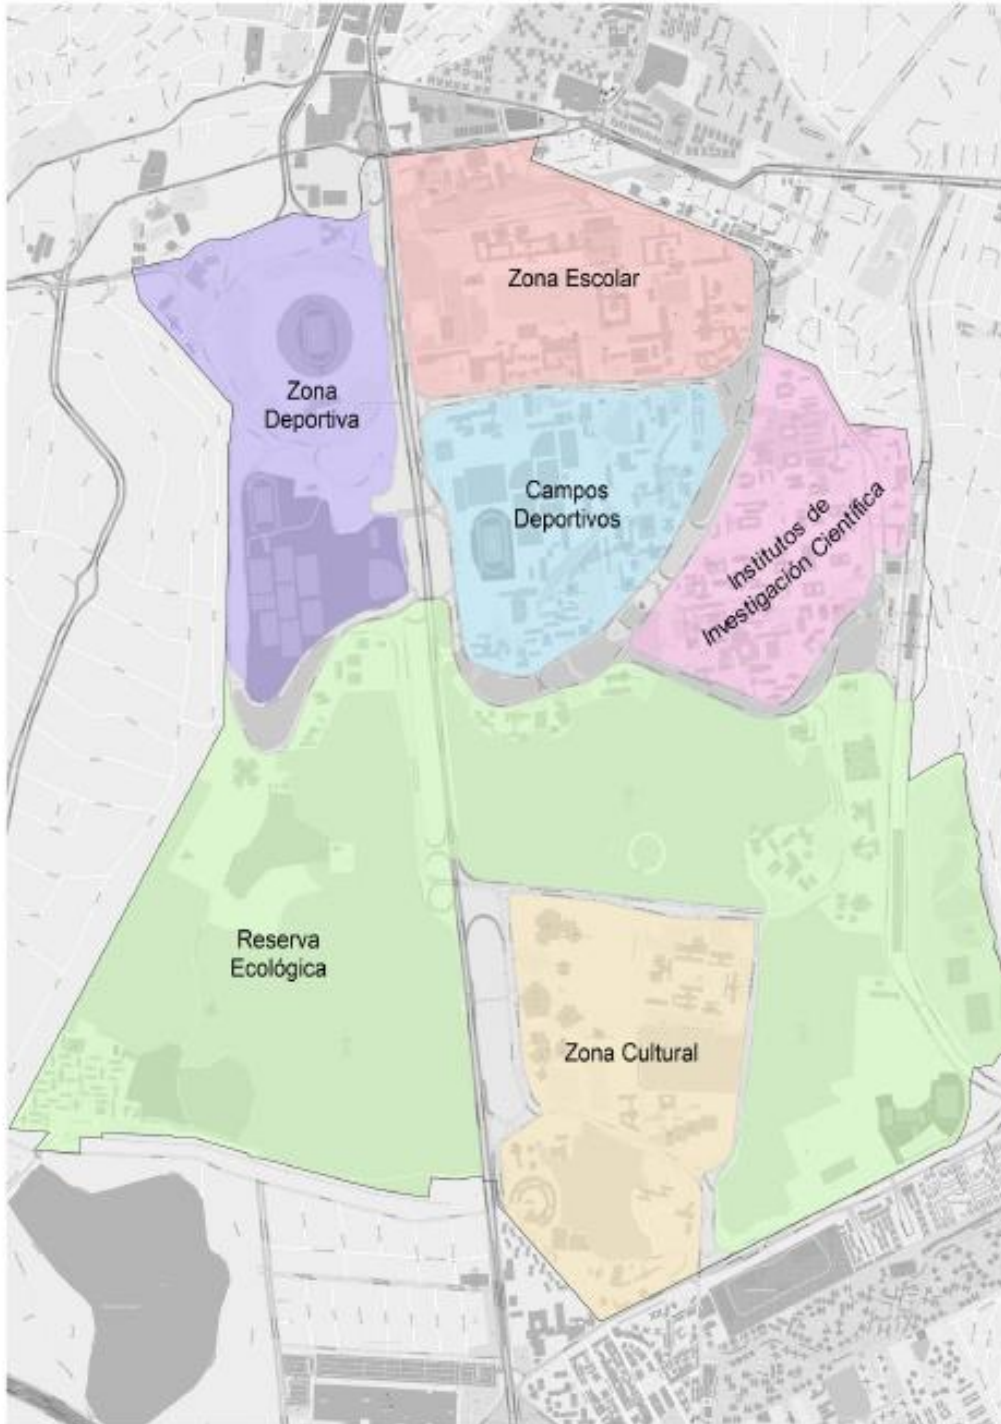 Zona Escolar
Zona
Deportiva
Campos
Deportivos
Institutos de
Investigación Científica
Reserva
Ecológica
Zona Cultural